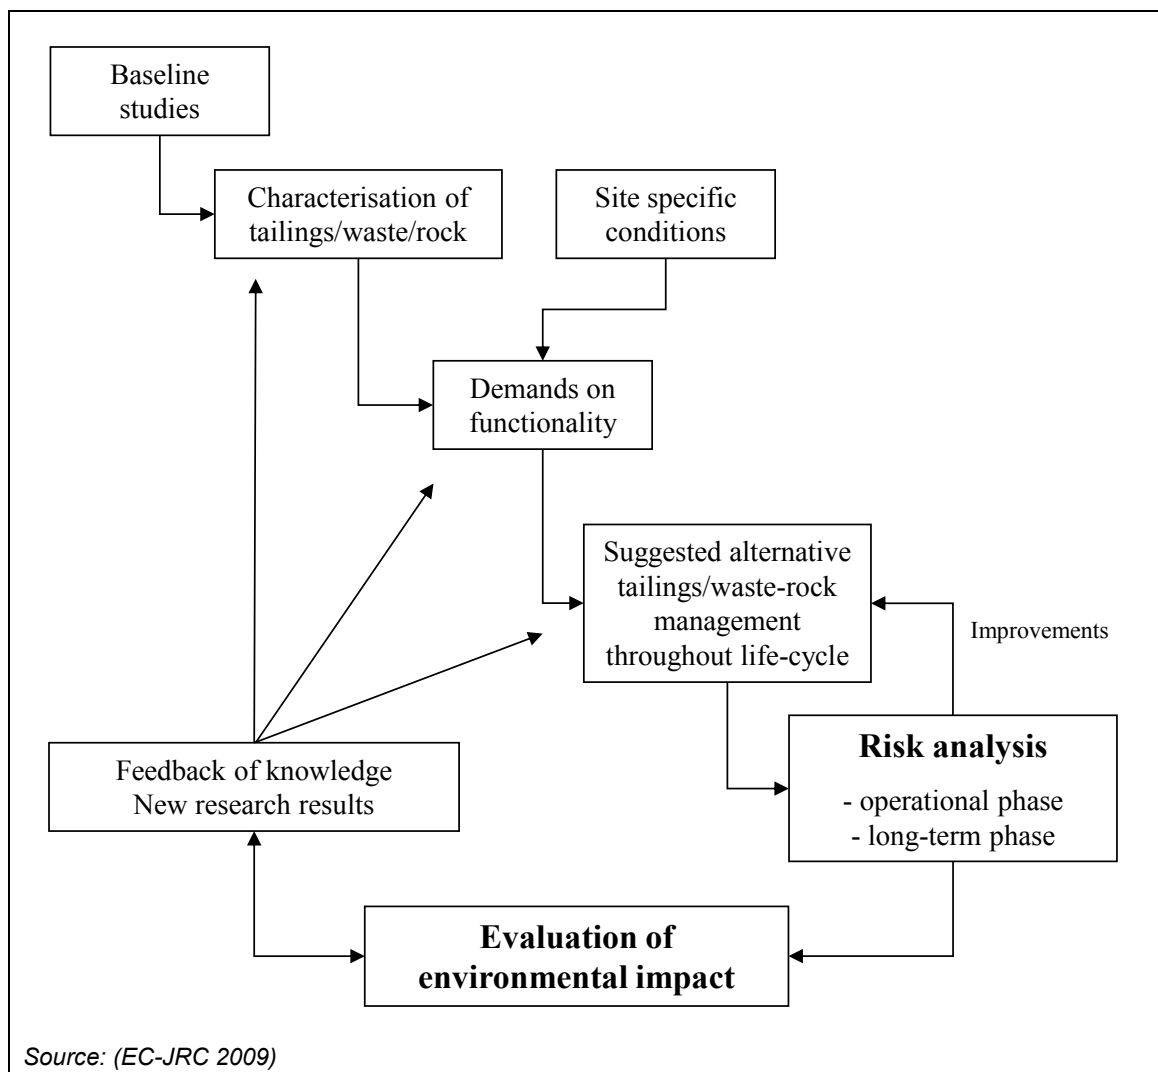 Baseline
studies
Characterisation of
tailings/waste/rock
Site specific
conditions
Demands on
functionality
Suggested alternative
tailings/waste-rock
management
throughout life-cycle
Improvements
Risk analysis
- operational phase
- long-term phase
Feedback of knowledge
New research results
Evaluation of
environmental impact
Source: (EC-JRC 2009)